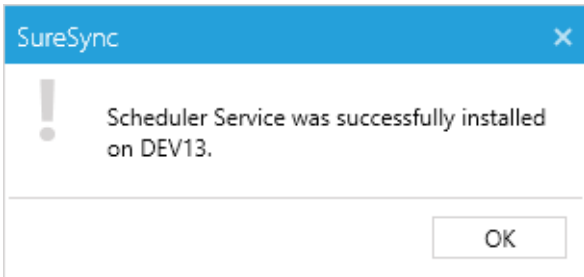 SureSync
Scheduler Service was successfully installed
on DEV13.
OK